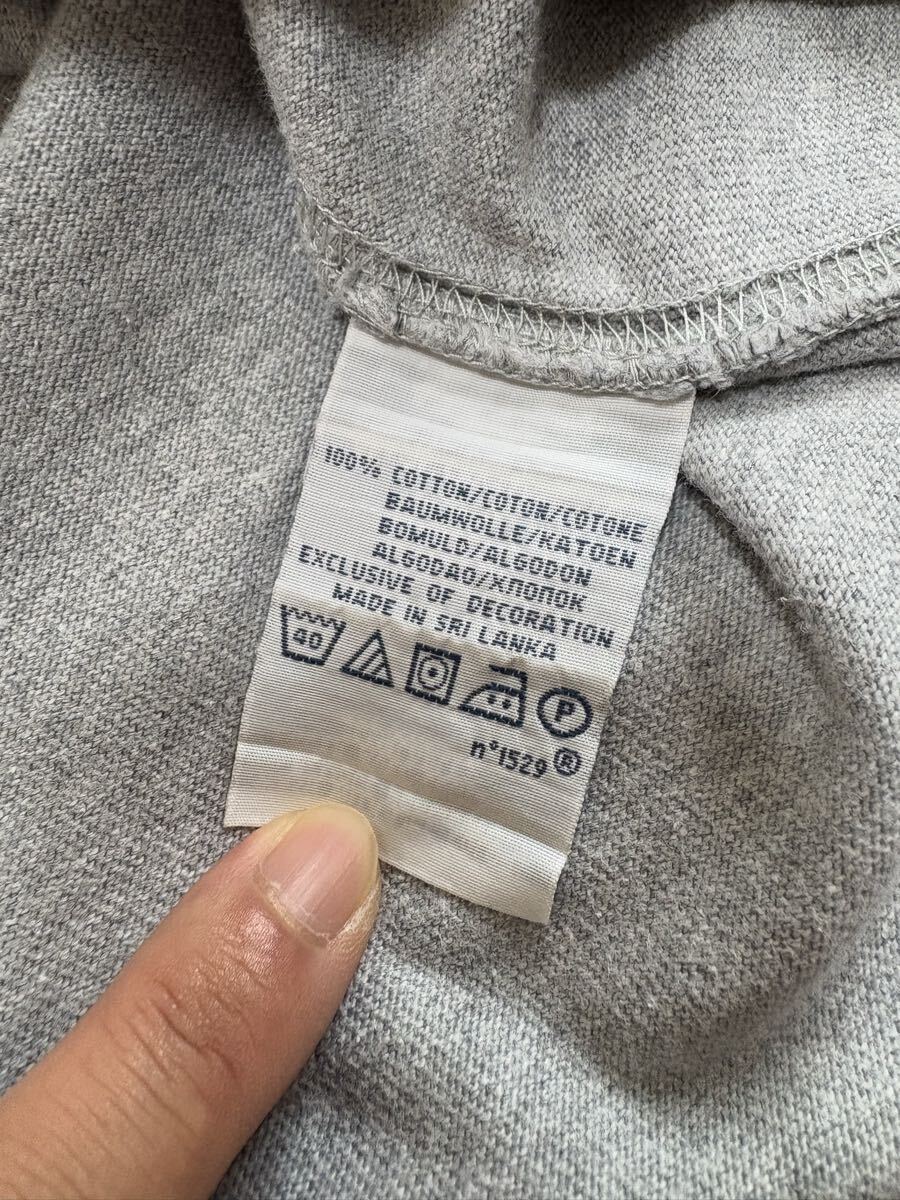 100% COTTON/COTON/COTONE
BAUMWOLLE/KATOEN
BOMULD/ALGODON
ALGODAO/ХЛОПОК
EXCLUSIVE OF DECORATION
MADE IN SRI LANKA
40 P
n°1529 ®